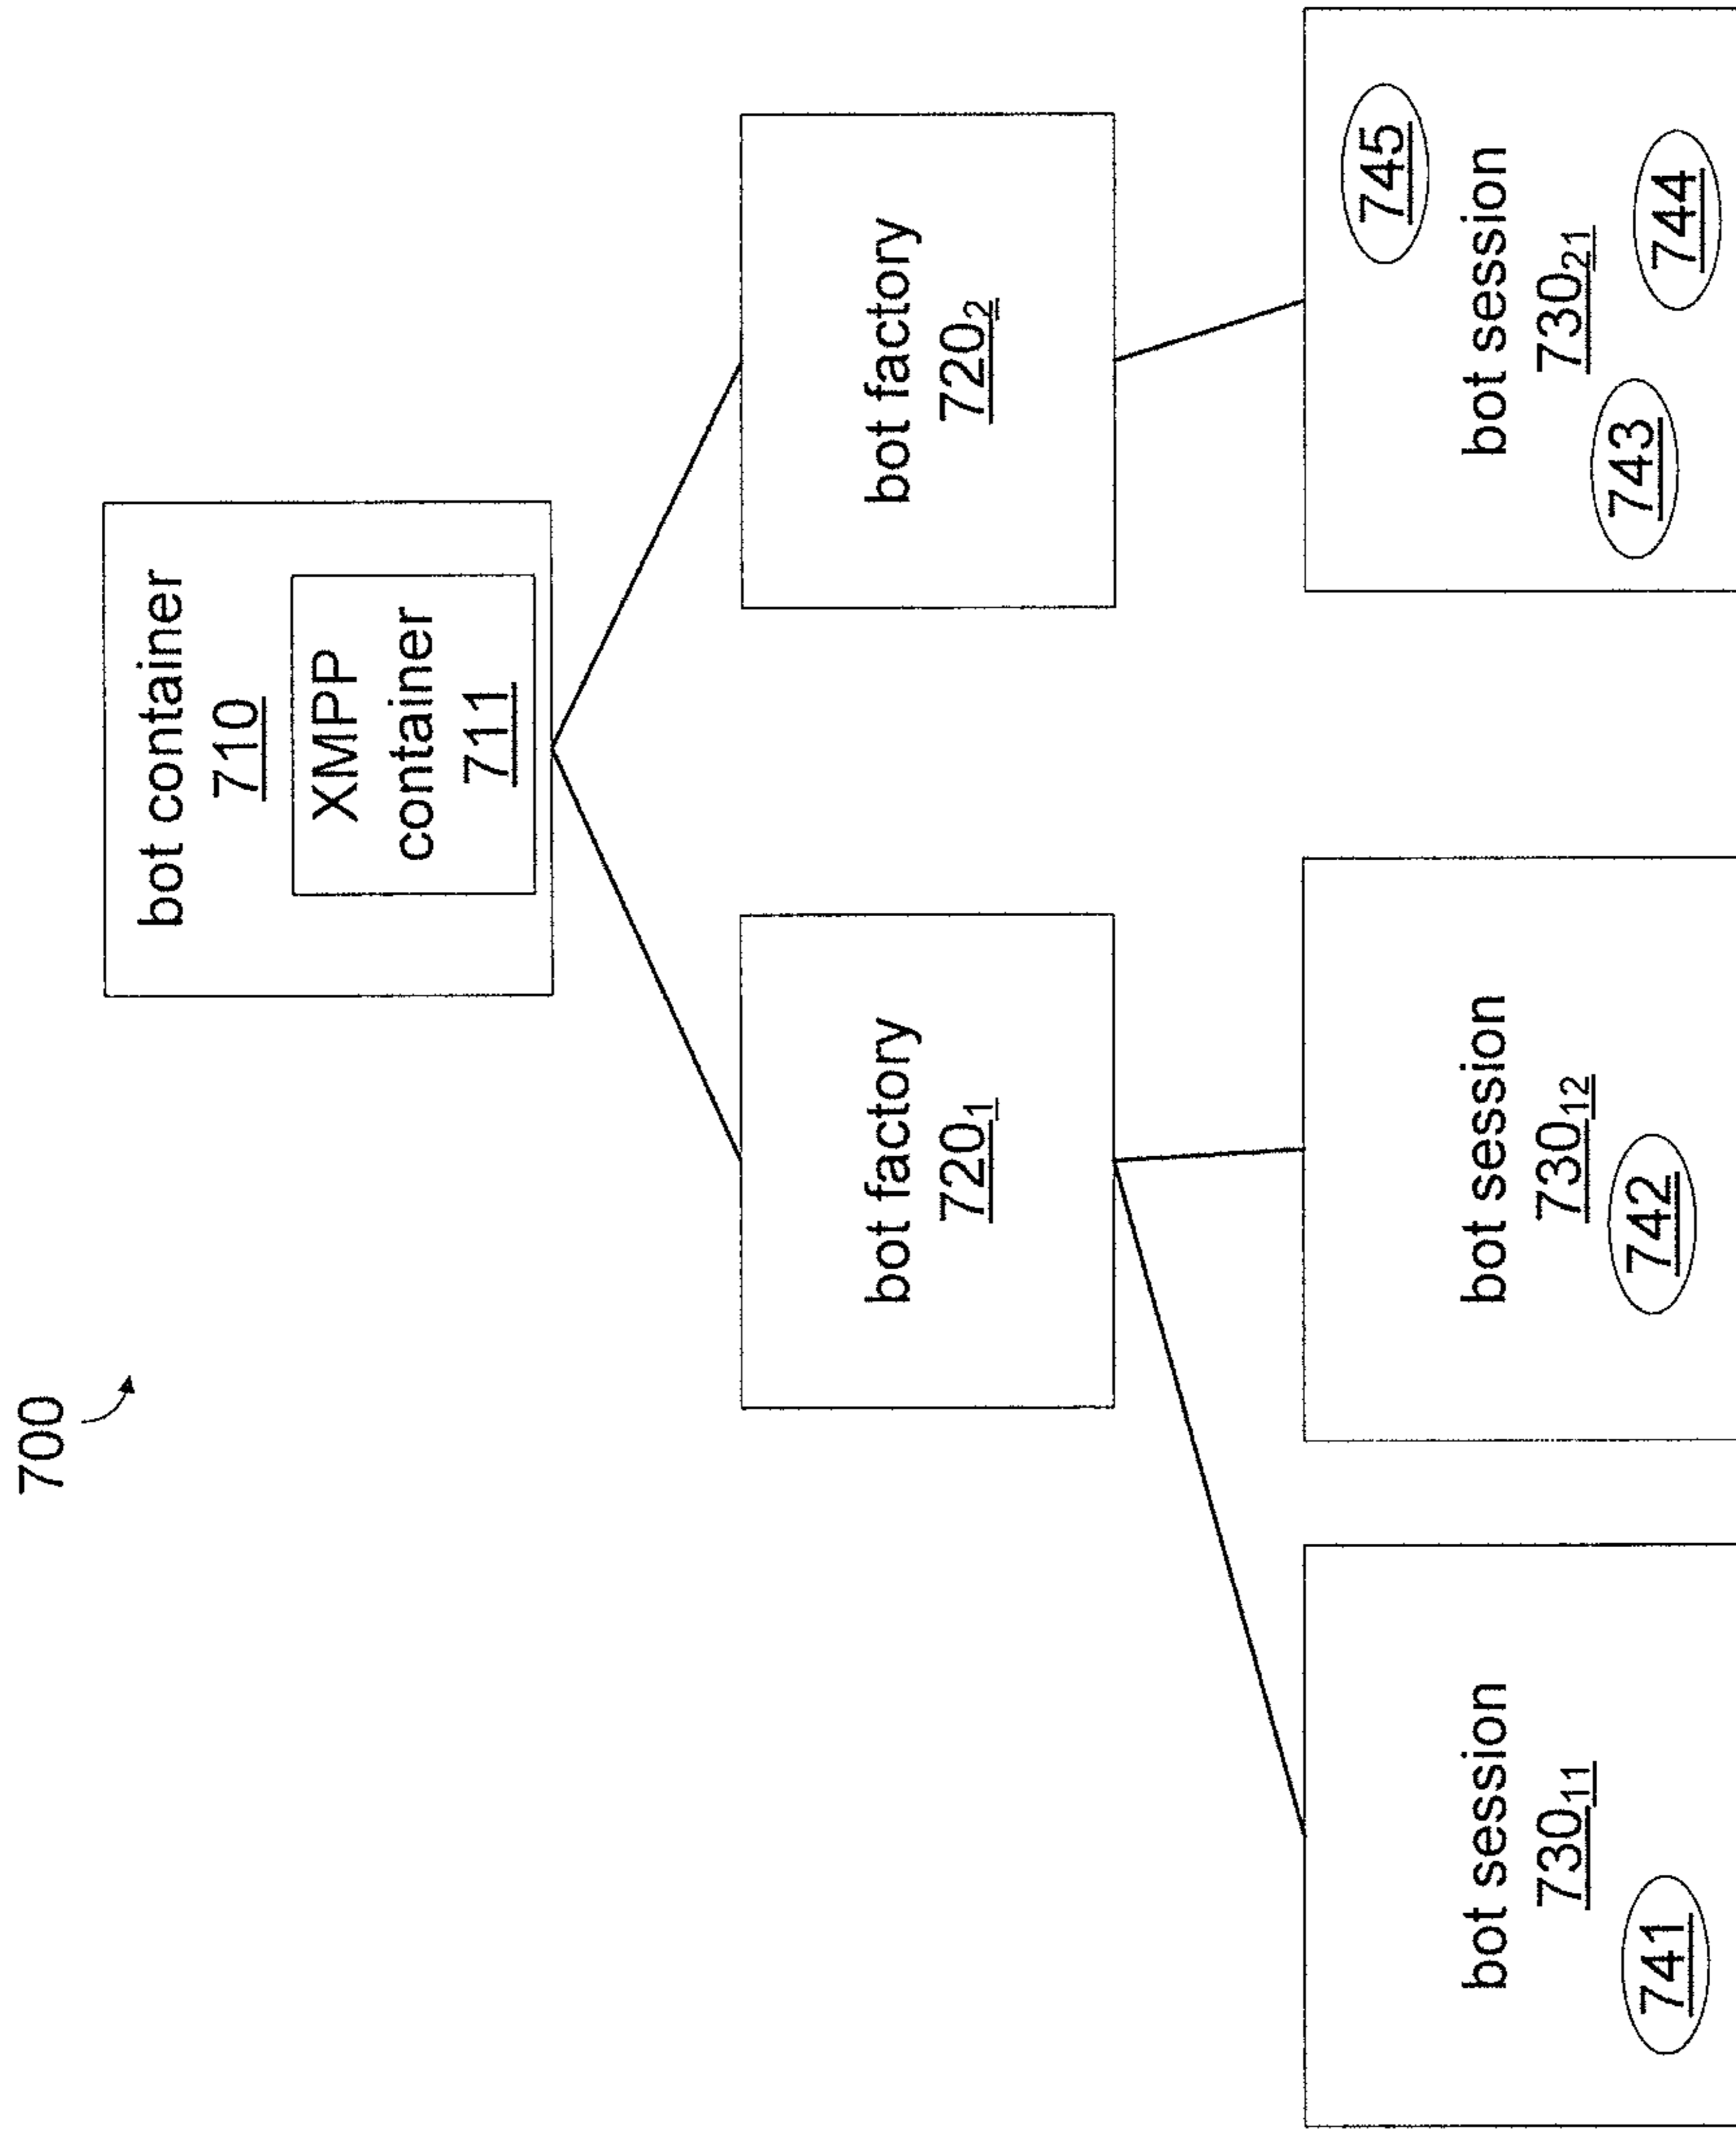 700
bot container
710
XMPP
container
711
bot factory
720₁
bot factory
720₂
bot session
730₁₁
741
bot session
730₁₂
742
745
bot session
730₂₁
743
744